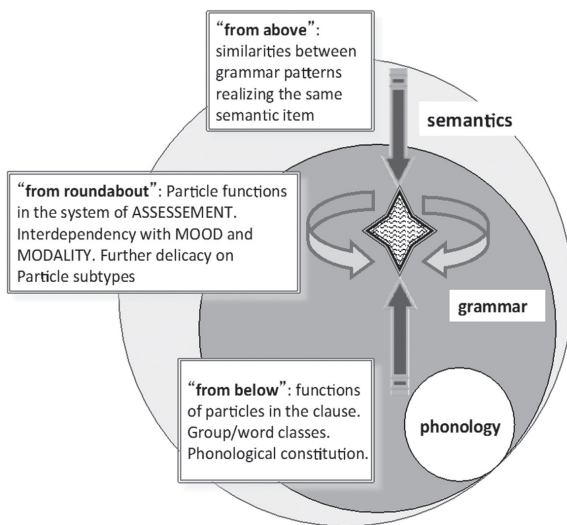 “from above”:
similarities between
grammar patterns
realizing the same
semantic item
semantics
“from roundabout”: Particle functions
in the system of ASSESSEMENT.
Interdependency with MOOD and
MODALITY. Further delicacy on
Particle subtypes
grammar
“from below”: functions
of particles in the clause.
Group/word classes.
Phonological constitution.
phonology